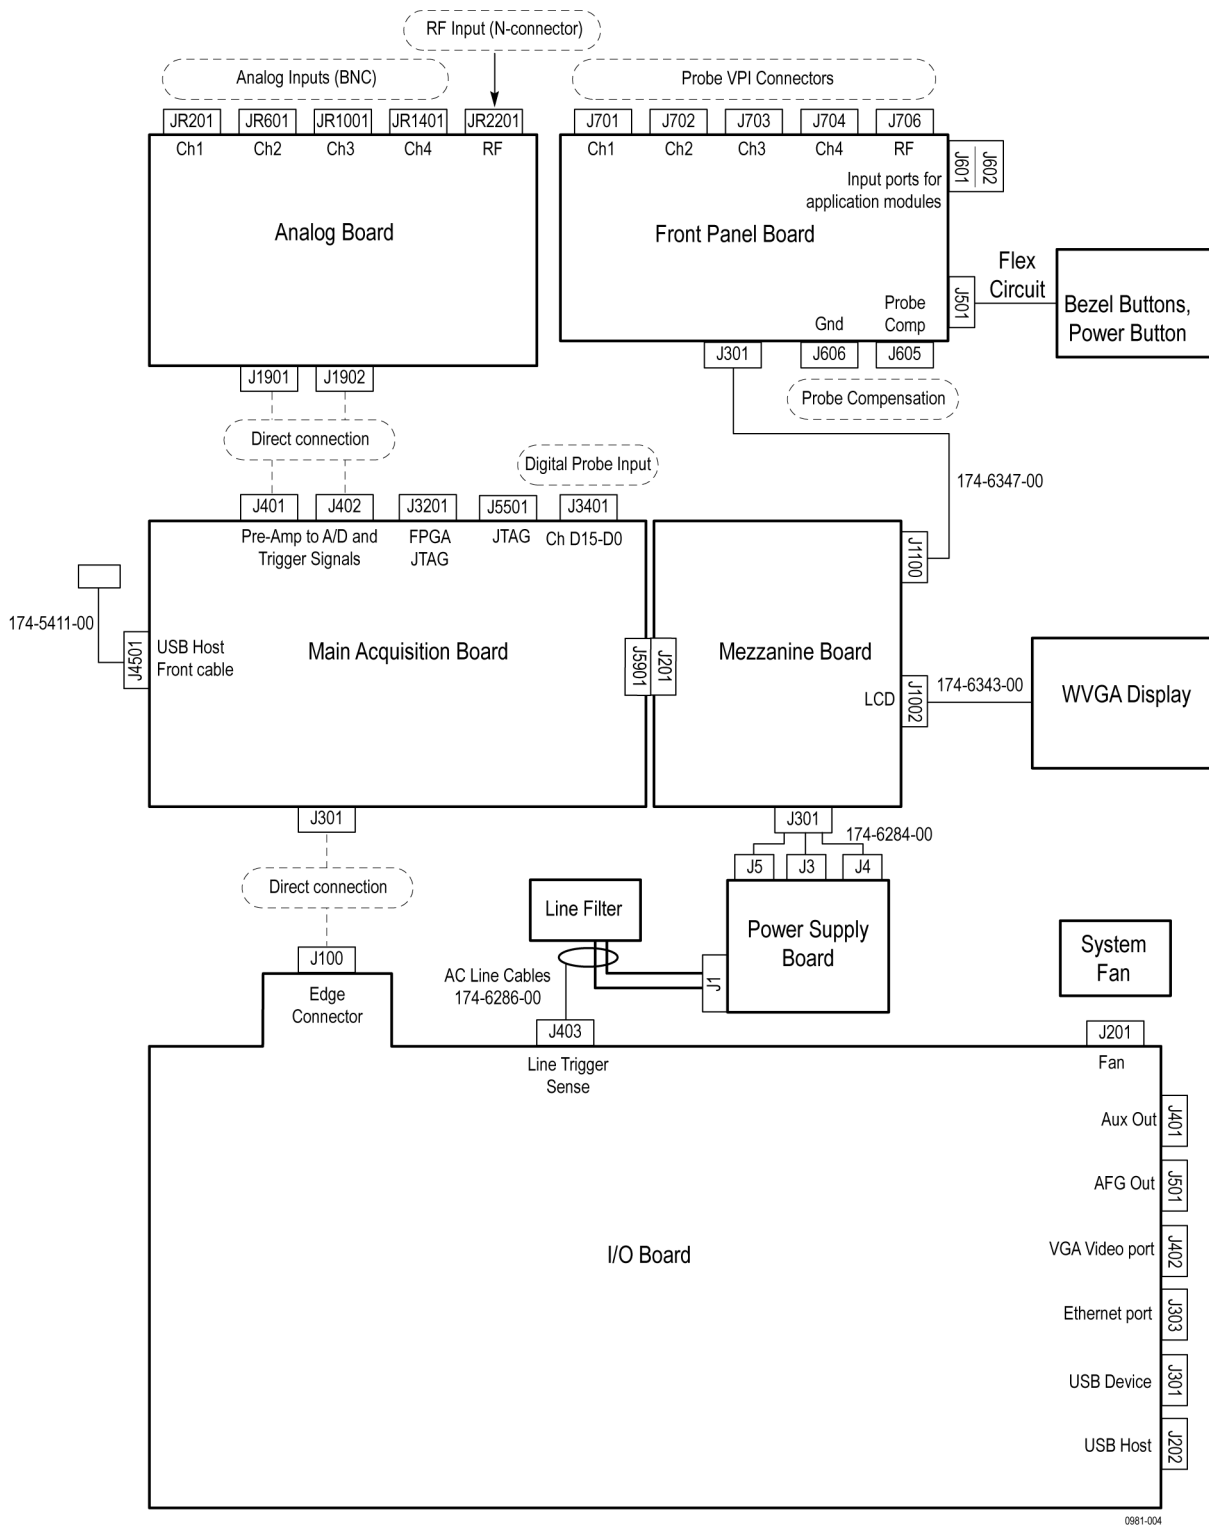 RF Input (N-connector)
Analog Inputs (BNC)
Probe VPI Connectors
JR201
JR601
JR1001
JR1401
JR2201
Ch1
Ch2
Ch3
Ch4
RF
Analog Board
J1901
J1902
J701
J702
J703
J704
J706
Ch1
Ch2
Ch3
Ch4
RF
J601
J602
Input ports for
application modules
Front Panel Board
Probe
Comp
Gnd
J501
J301
J606
J605
Probe Compensation
Flex
Circuit
Bezel Buttons,
Power Button
Direct connection
Digital Probe Input
174-6347-00
J401
J402
J3201
J5501
J3401
Pre-Amp to A/D and
Trigger Signals
FPGA
JTAG
JTAG
Ch D15-D0
174-5411-00
J4501
USB Host
Front cable
Main Acquisition Board
J5901
J201
Mezzanine Board
J1100
LCD
J1002
174-6343-00
WVGA Display
J301
J301
174-6284-00
Direct connection
J5
J3
J4
Line Filter
Power Supply
Board
J1
System
Fan
J100
AC Line Cables
174-6286-00
Edge
Connector
J403
Line Trigger
Sense
J201
Fan
Aux Out
J401
AFG Out
J501
VGA Video port
J402
I/O Board
Ethernet port
J303
USB Device
J301
USB Host
J202
0981-004